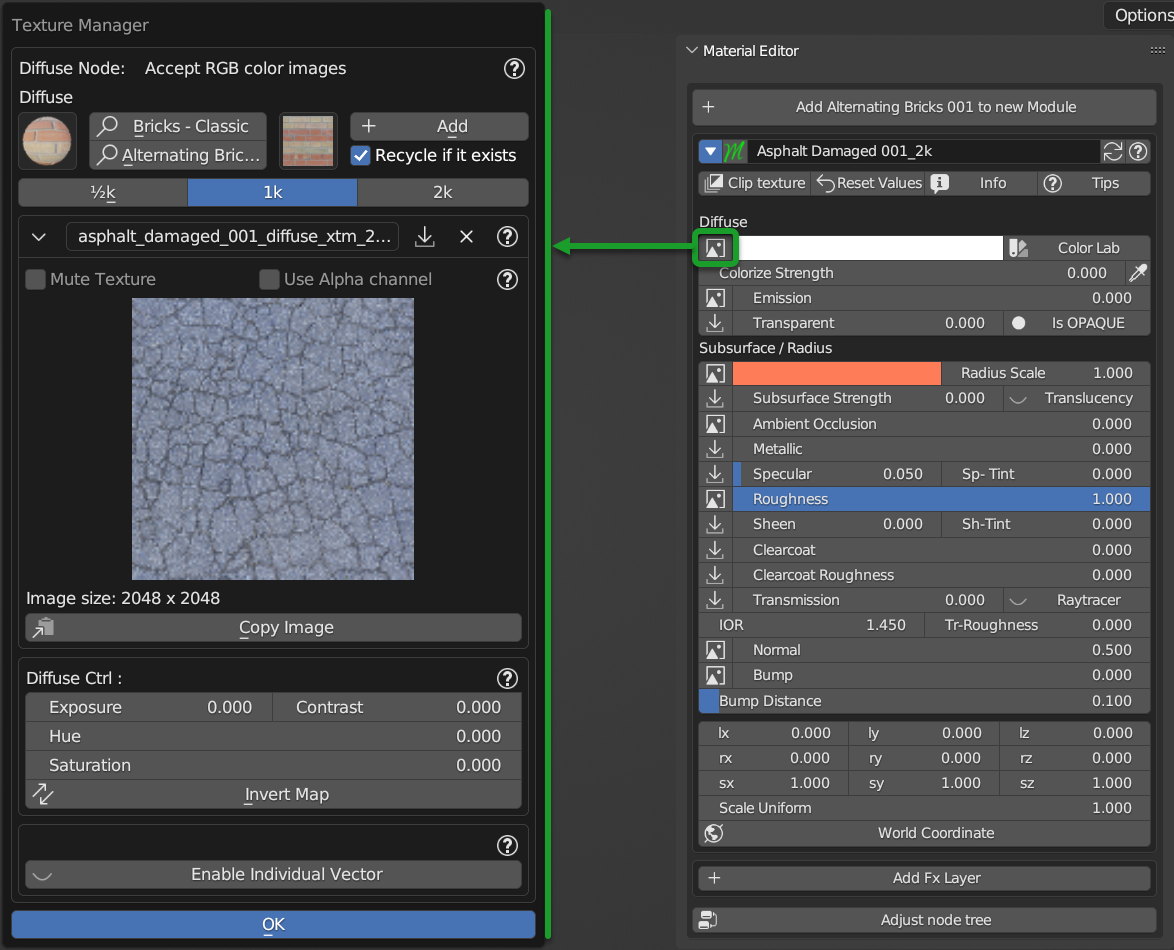 Texture Manager
Diffuse Node: Accept RGB color images
Diffuse
Bricks - Classic
Alternating Bric...
Add
Recycle if it exists
½k 1k 2k
asphalt_damaged_001_diffuse_xtm_2...
Mute Texture Use Alpha channel
Image size: 2048 x 2048
Copy Image
Diffuse Ctrl :
Exposure 0.000 Contrast 0.000
Hue 0.000
Saturation 0.000
Invert Map
Enable Individual Vector
OK
Options
Material Editor
Add Alternating Bricks 001 to new Module
Asphalt Damaged 001_2k
Clip texture Reset Values Info Tips
Diffuse
Color Lab
Colorize Strength 0.000
Emission 0.000
Transparent 0.000 Is OPAQUE
Subsurface / Radius
Radius Scale 1.000
Subsurface Strength 0.000 Translucency
Ambient Occlusion 0.000
Metallic 0.000
Specular 0.050 Sp- Tint 0.000
Roughness 1.000
Sheen 0.000 Sh-Tint 0.000
Clearcoat 0.000
Clearcoat Roughness 0.000
Transmission 0.000 Raytracer
IOR 1.450 Tr-Roughness 0.000
Normal 0.500
Bump 0.000
Bump Distance 0.100
lx 0.000 ly 0.000 lz 0.000
rx 0.000 ry 0.000 rz 0.000
sx 1.000 sy 1.000 sz 1.000
Scale Uniform 1.000
World Coordinate
Add Fx Layer
Adjust node tree